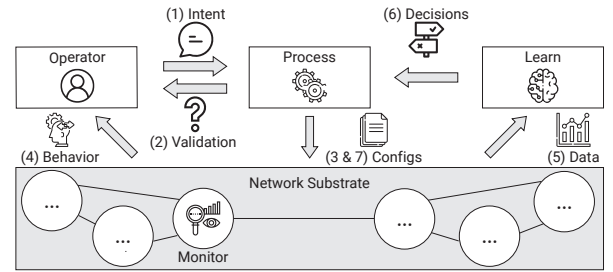 (1) Intent
(6) Decisions
Operator
Process
Learn
(2) Validation
(4) Behavior
(3 & 7) Configs
(5) Data
Network Substrate
...
...
...
...
...
Monitor